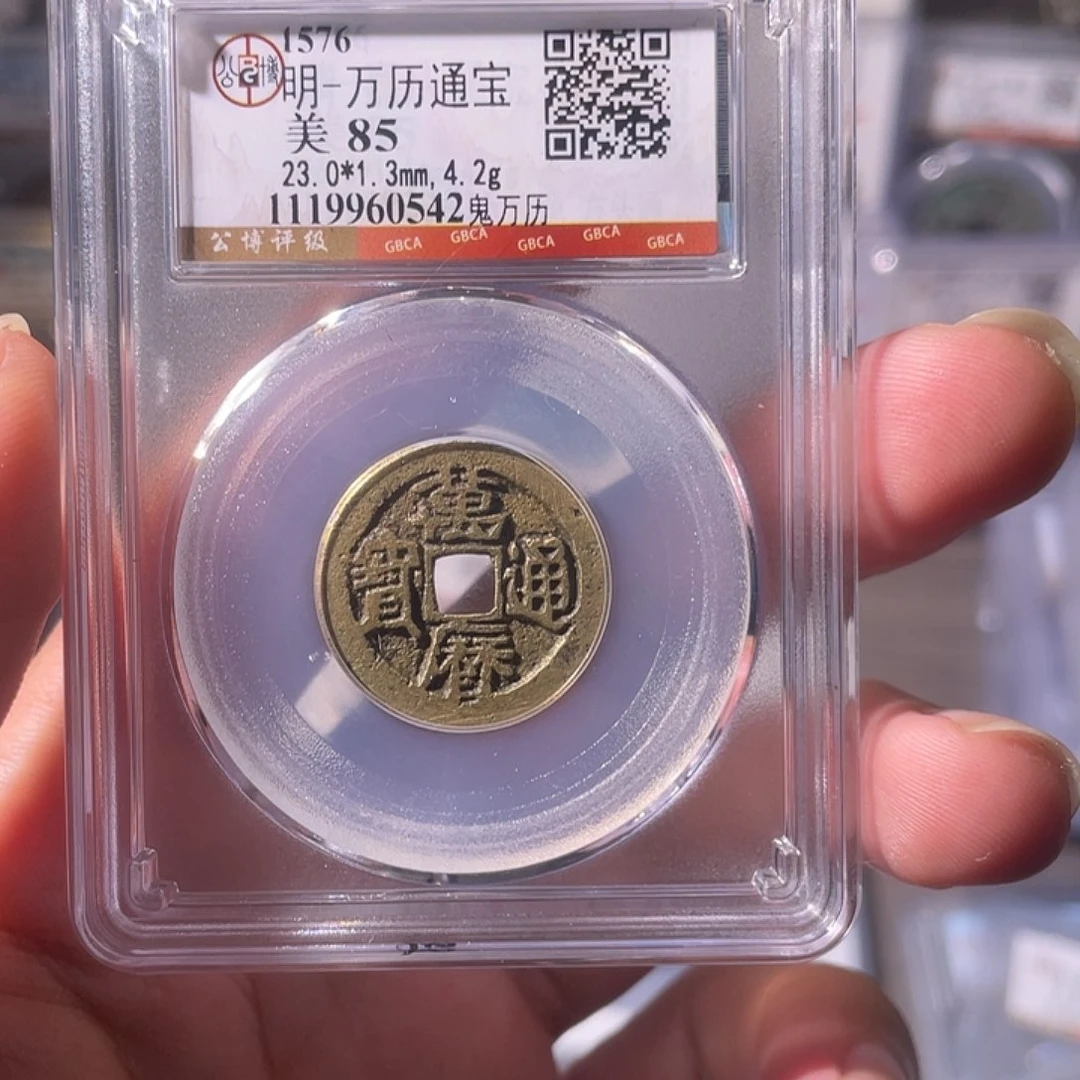 1576
明-万历通宝
美 85
23.0*1.3mm,4.2g
1119960542鬼万历
公博评级 GBCA GBCA GBCA GBCA GBCA
公博
萬
寶 通
曆